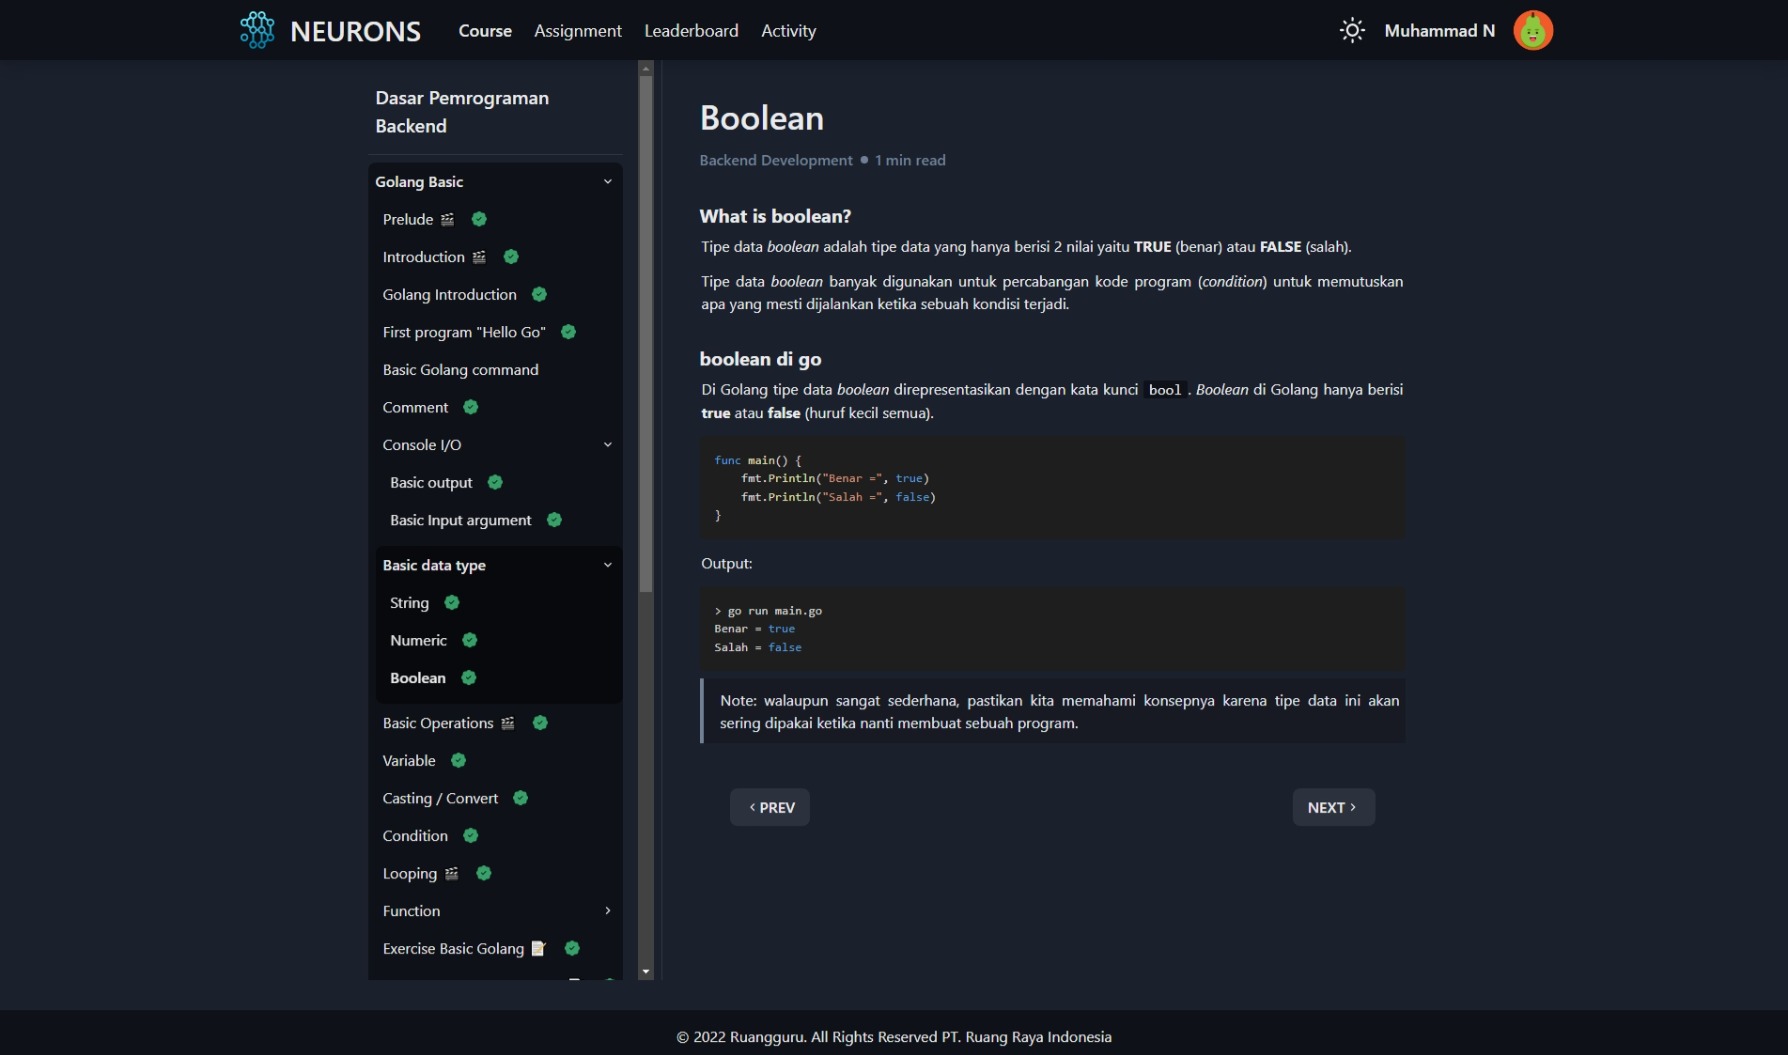 NEURONS
Course
Assignment
Leaderboard
Activity
Muhammad N
Dasar Pemrograman
Backend
Golang Basic
Prelude
Introduction
Golang Introduction
First program "Hello Go"
Basic Golang command
Comment
Console I/O
Basic output
Basic Input argument
Basic data type
String
Numeric
Boolean
Basic Operations
Variable
Casting / Convert
Condition
Looping
Function
Exercise Basic Golang
Boolean
Backend Development • 1 min read
What is boolean?
Tipe data boolean adalah tipe data yang hanya berisi 2 nilai yaitu TRUE (benar) atau FALSE (salah).
Tipe data boolean banyak digunakan untuk percabangan kode program (condition) untuk memutuskan
apa yang mesti dijalankan ketika sebuah kondisi terjadi.
boolean di go
Di Golang tipe data boolean direpresentasikan dengan kata kunci bool . Boolean di Golang hanya berisi
true atau false (huruf kecil semua).
func main() {
    fmt.Println("Benar =", true)
    fmt.Println("Salah =", false)
}
Output:
> go run main.go
Benar = true
Salah = false
Note: walaupun sangat sederhana, pastikan kita memahami konsepnya karena tipe data ini akan
sering dipakai ketika nanti membuat sebuah program.
‹ PREV
NEXT ›
© 2022 Ruangguru. All Rights Reserved PT. Ruang Raya Indonesia